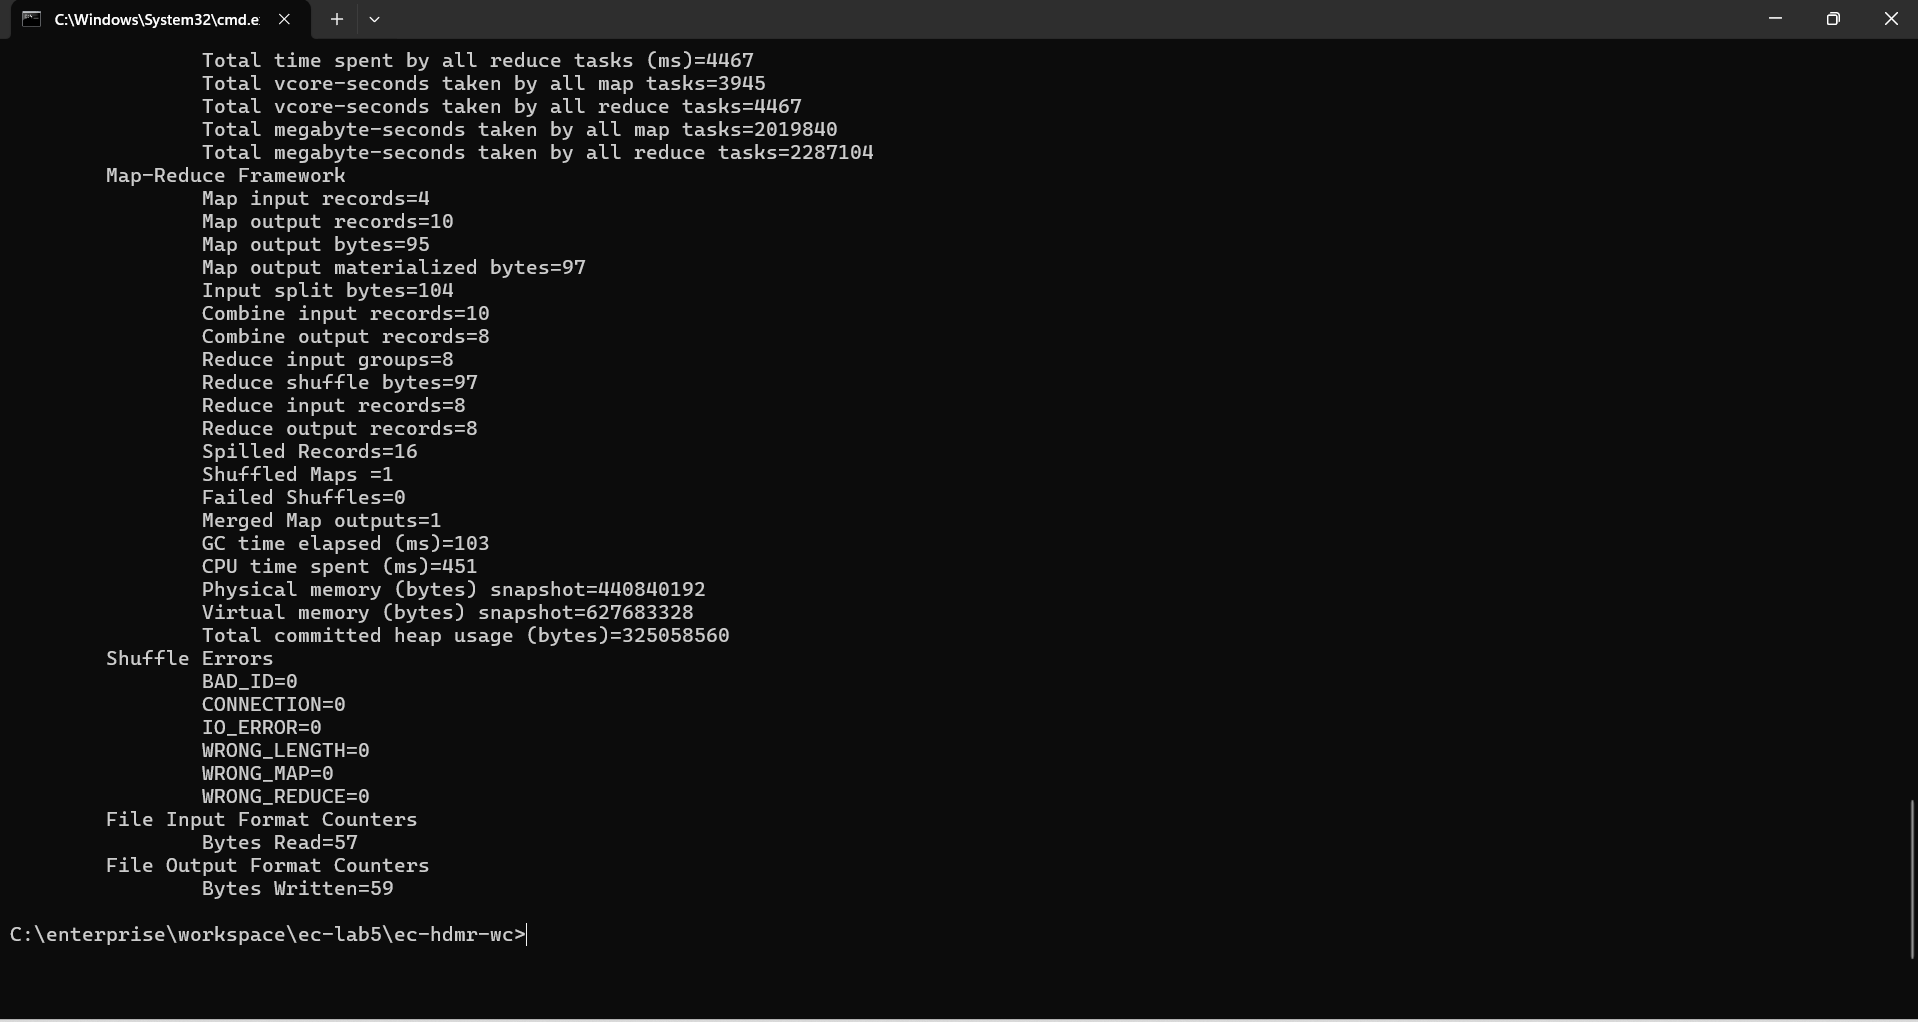 C:\Windows\System32\cmd.e
Total time spent by all reduce tasks (ms)=4467
Total vcore-seconds taken by all map tasks=3945
Total vcore-seconds taken by all reduce tasks=4467
Total megabyte-seconds taken by all map tasks=2019840
Total megabyte-seconds taken by all reduce tasks=2287104
Map-Reduce Framework
Map input records=4
Map output records=10
Map output bytes=95
Map output materialized bytes=97
Input split bytes=104
Combine input records=10
Combine output records=8
Reduce input groups=8
Reduce shuffle bytes=97
Reduce input records=8
Reduce output records=8
Spilled Records=16
Shuffled Maps =1
Failed Shuffles=0
Merged Map outputs=1
GC time elapsed (ms)=103
CPU time spent (ms)=451
Physical memory (bytes) snapshot=440840192
Virtual memory (bytes) snapshot=627683328
Total committed heap usage (bytes)=325058560
Shuffle Errors
BAD_ID=0
CONNECTION=0
IO_ERROR=0
WRONG_LENGTH=0
WRONG_MAP=0
WRONG_REDUCE=0
File Input Format Counters
Bytes Read=57
File Output Format Counters
Bytes Written=59
C:\enterprise\workspace\ec-lab5\ec-hdmr-wc>